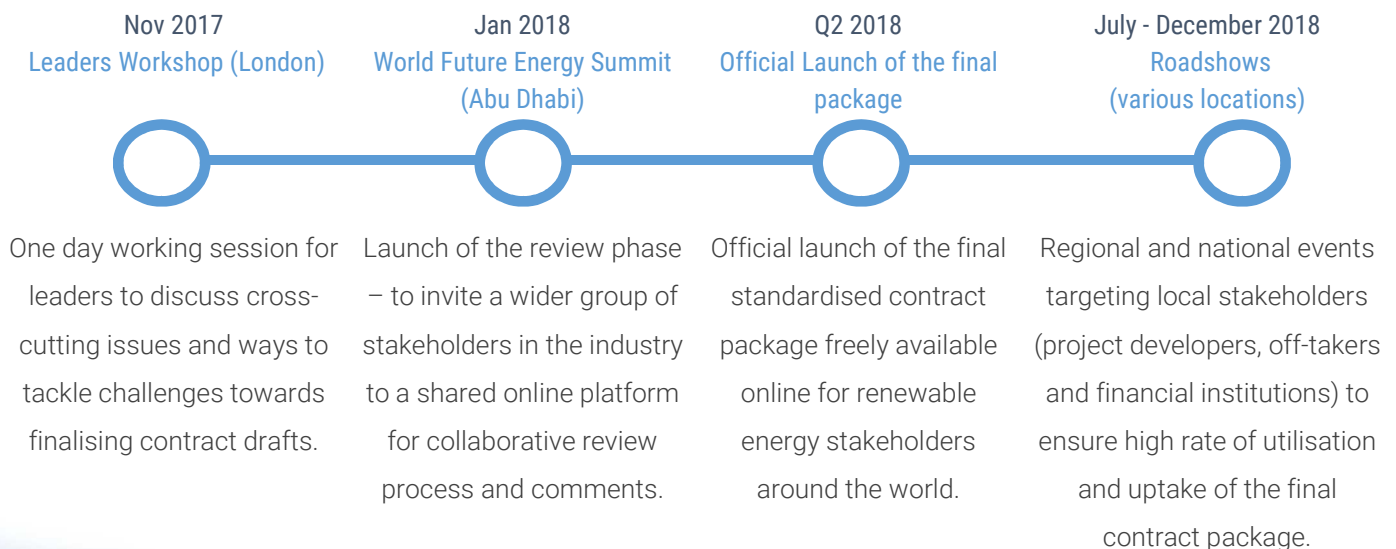 Nov 2017
Leaders Workshop (London)
One day working session for
leaders to discuss cross-
cutting issues and ways to
tackle challenges towards
finalising contract drafts.
Jan 2018
World Future Energy Summit
(Abu Dhabi)
Launch of the review phase
– to invite a wider group of
stakeholders in the industry
to a shared online platform
for collaborative review
process and comments.
Q2 2018
Official Launch of the final
package
Official launch of the final
standardised contract
package freely available
online for renewable
energy stakeholders
around the world.
July - December 2018
Roadshows
(various locations)
Regional and national events
targeting local stakeholders
(project developers, off-takers
and financial institutions) to
ensure high rate of utilisation
and uptake of the final
contract package.